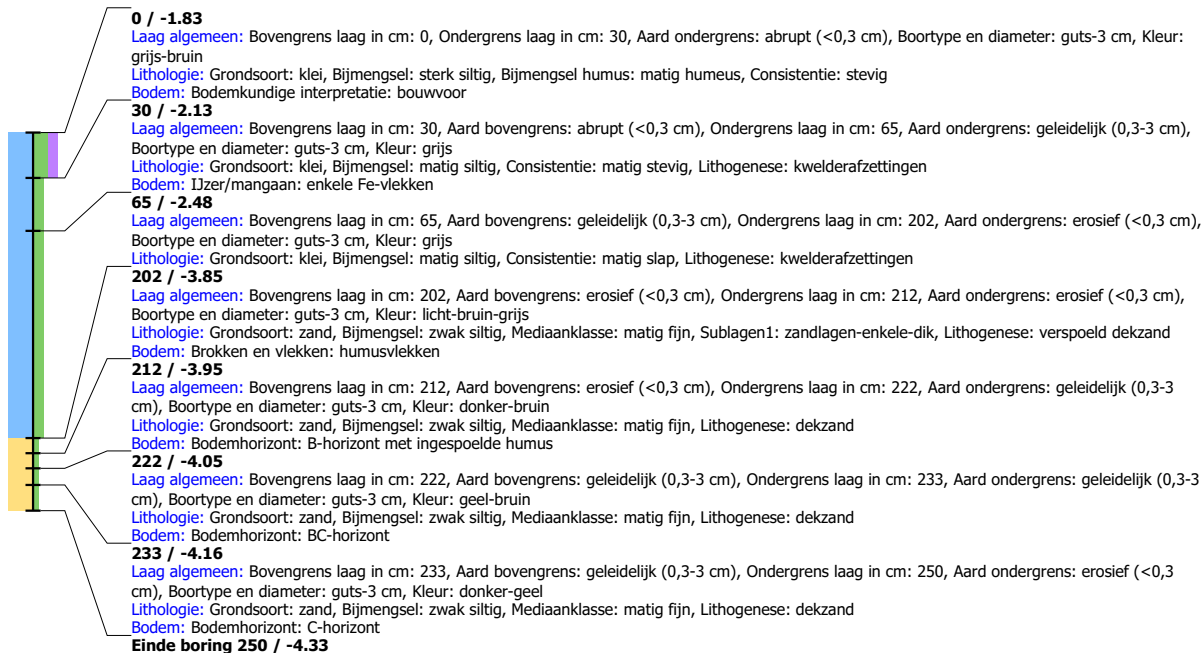 0 / -1.83
Laag algemeen: Bovengrens laag in cm: 0, Ondergrens laag in cm: 30, Aard ondergrens: abrupt (<0,3 cm), Boortype en diameter: guts-3 cm, Kleur:
grijs-bruin
Lithologie: Grondsoort: klei, Bijmengsel: sterk siltig, Bijmengsel humus: matig humeus, Consistentie: stevig
Bodem: Bodemkundige interpretatie: bouwvoor
30 / -2.13
Laag algemeen: Bovengrens laag in cm: 30, Aard bovengrens: abrupt (<0,3 cm), Ondergrens laag in cm: 65, Aard ondergrens: geleidelijk (0,3-3 cm),
Boortype en diameter: guts-3 cm, Kleur: grijs
Lithologie: Grondsoort: klei, Bijmengsel: matig siltig, Consistentie: matig stevig, Lithogenese: kwelderafzettingen
Bodem: IJzer/mangaan: enkele Fe-vlekken
65 / -2.48
Laag algemeen: Bovengrens laag in cm: 65, Aard bovengrens: geleidelijk (0,3-3 cm), Ondergrens laag in cm: 202, Aard ondergrens: erosief (<0,3 cm),
Boortype en diameter: guts-3 cm, Kleur: grijs
Lithologie: Grondsoort: klei, Bijmengsel: matig siltig, Consistentie: matig slap, Lithogenese: kwelderafzettingen
202 / -3.85
Laag algemeen: Bovengrens laag in cm: 202, Aard bovengrens: erosief (<0,3 cm), Ondergrens laag in cm: 212, Aard ondergrens: erosief (<0,3 cm),
Boortype en diameter: guts-3 cm, Kleur: licht-bruin-grijs
Lithologie: Grondsoort: zand, Bijmengsel: zwak siltig, Mediaanklasse: matig fijn, Sublagen1: zandlagen-enkele-dik, Lithogenese: verspoeld dekzand
Bodem: Brokken en vlekken: humusvlekken
212 / -3.95
Laag algemeen: Bovengrens laag in cm: 212, Aard bovengrens: erosief (<0,3 cm), Ondergrens laag in cm: 222, Aard ondergrens: geleidelijk (0,3-3
cm), Boortype en diameter: guts-3 cm, Kleur: donker-bruin
Lithologie: Grondsoort: zand, Bijmengsel: zwak siltig, Mediaanklasse: matig fijn, Lithogenese: dekzand
Bodem: Bodemhorizont: B-horizont met ingespoelde humus
222 / -4.05
Laag algemeen: Bovengrens laag in cm: 222, Aard bovengrens: geleidelijk (0,3-3 cm), Ondergrens laag in cm: 233, Aard ondergrens: geleidelijk (0,3-3
cm), Boortype en diameter: guts-3 cm, Kleur: geel-bruin
Lithologie: Grondsoort: zand, Bijmengsel: zwak siltig, Mediaanklasse: matig fijn, Lithogenese: dekzand
Bodem: Bodemhorizont: BC-horizont
233 / -4.16
Laag algemeen: Bovengrens laag in cm: 233, Aard bovengrens: geleidelijk (0,3-3 cm), Ondergrens laag in cm: 250, Aard ondergrens: erosief (<0,3
cm), Boortype en diameter: guts-3 cm, Kleur: donker-geel
Lithologie: Grondsoort: zand, Bijmengsel: zwak siltig, Mediaanklasse: matig fijn, Lithogenese: dekzand
Bodem: Bodemhorizont: C-horizont
Einde boring 250 / -4.33